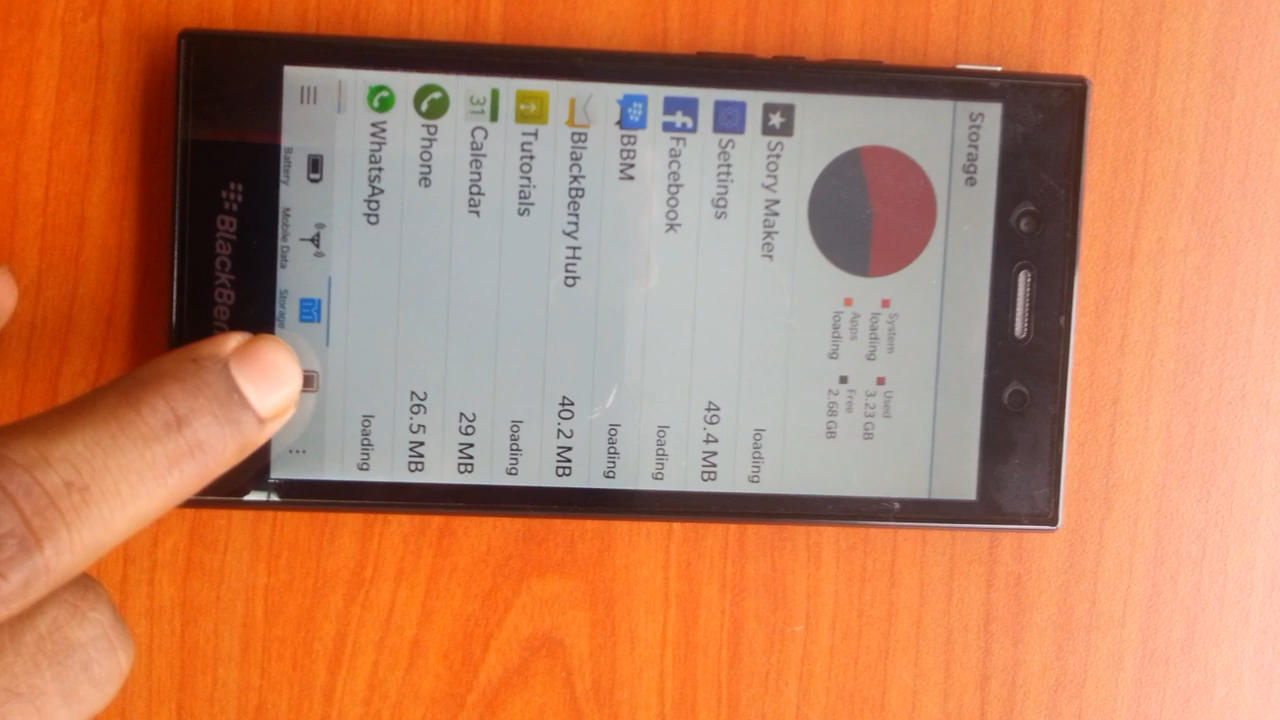 Storage
System
loading
Used
3.23 GB
Apps
loading
Free
2.68 GB
Story Maker loading
Settings 49.4 MB
Facebook loading
BBM loading
BlackBerry Hub 40.2 MB
Tutorials loading
31 Calendar 29 MB
Phone 26.5 MB
WhatsApp loading
Battery Mobile Data Storage
BlackBer